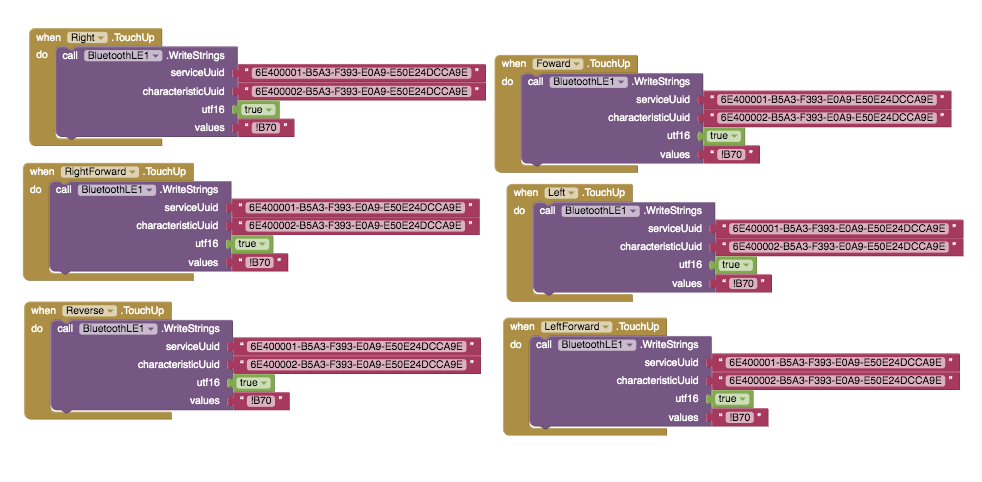 when Right .TouchUp
do call BluetoothLE1 .WriteStrings
serviceUuid " 6E400001-B5A3-F393-E0A9-E50E24DCCA9E "
characteristicUuid " 6E400002-B5A3-F393-E0A9-E50E24DCCA9E "
utf16 true
values " !B70 "
when RightForward .TouchUp
do call BluetoothLE1 .WriteStrings
serviceUuid " 6E400001-B5A3-F393-E0A9-E50E24DCCA9E "
characteristicUuid " 6E400002-B5A3-F393-E0A9-E50E24DCCA9E "
utf16 true
values " !B70 "
when Reverse .TouchUp
do call BluetoothLE1 .WriteStrings
serviceUuid " 6E400001-B5A3-F393-E0A9-E50E24DCCA9E "
characteristicUuid " 6E400002-B5A3-F393-E0A9-E50E24DCCA9E "
utf16 true
values " !B70 "
when Foward .TouchUp
do call BluetoothLE1 .WriteStrings
serviceUuid " 6E400001-B5A3-F393-E0A9-E50E24DCCA9E "
characteristicUuid " 6E400002-B5A3-F393-E0A9-E50E24DCCA9E "
utf16 true
values " !B70 "
when Left .TouchUp
do call BluetoothLE1 .WriteStrings
serviceUuid " 6E400001-B5A3-F393-E0A9-E50E24DCCA9E "
characteristicUuid " 6E400002-B5A3-F393-E0A9-E50E24DCCA9E "
utf16 true
values " !B70 "
when LeftForward .TouchUp
do call BluetoothLE1 .WriteStrings
serviceUuid " 6E400001-B5A3-F393-E0A9-E50E24DCCA9E "
characteristicUuid " 6E400002-B5A3-F393-E0A9-E50E24DCCA9E "
utf16 true
values " !B70 "